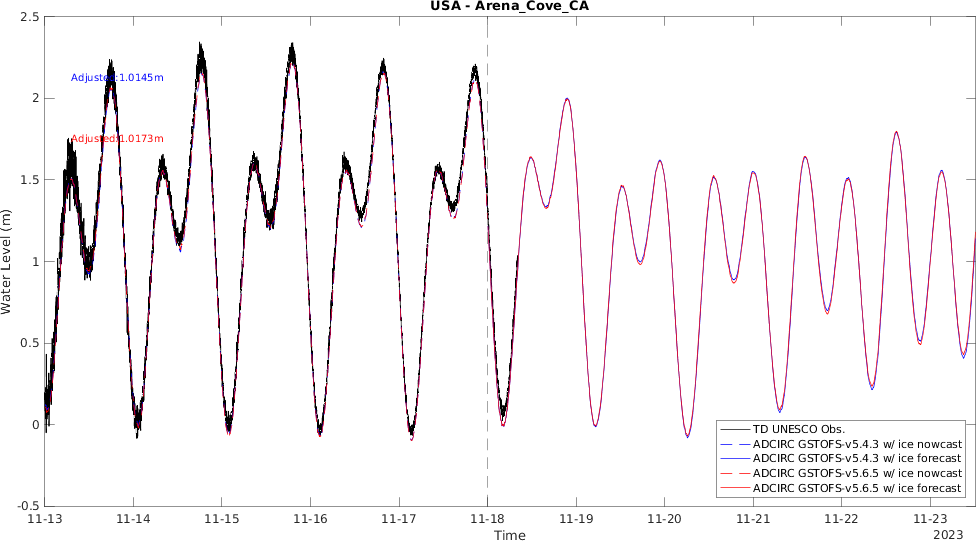 USA - Arena_Cove_CA
2.5
2
1.5
1
0.5
0
-0.5
Water Level (m)
Adjusted:1.0145m
Adjusted:1.0173m
TD UNESCO Obs.
ADCIRC GSTOFS-v5.4.3 w/ ice nowcast
ADCIRC GSTOFS-v5.4.3 w/ ice forecast
ADCIRC GSTOFS-v5.6.5 w/ ice nowcast
ADCIRC GSTOFS-v5.6.5 w/ ice forecast
11-13 11-14 11-15 11-16 11-17 11-18 11-19 11-20 11-21 11-22 11-23
Time
2023